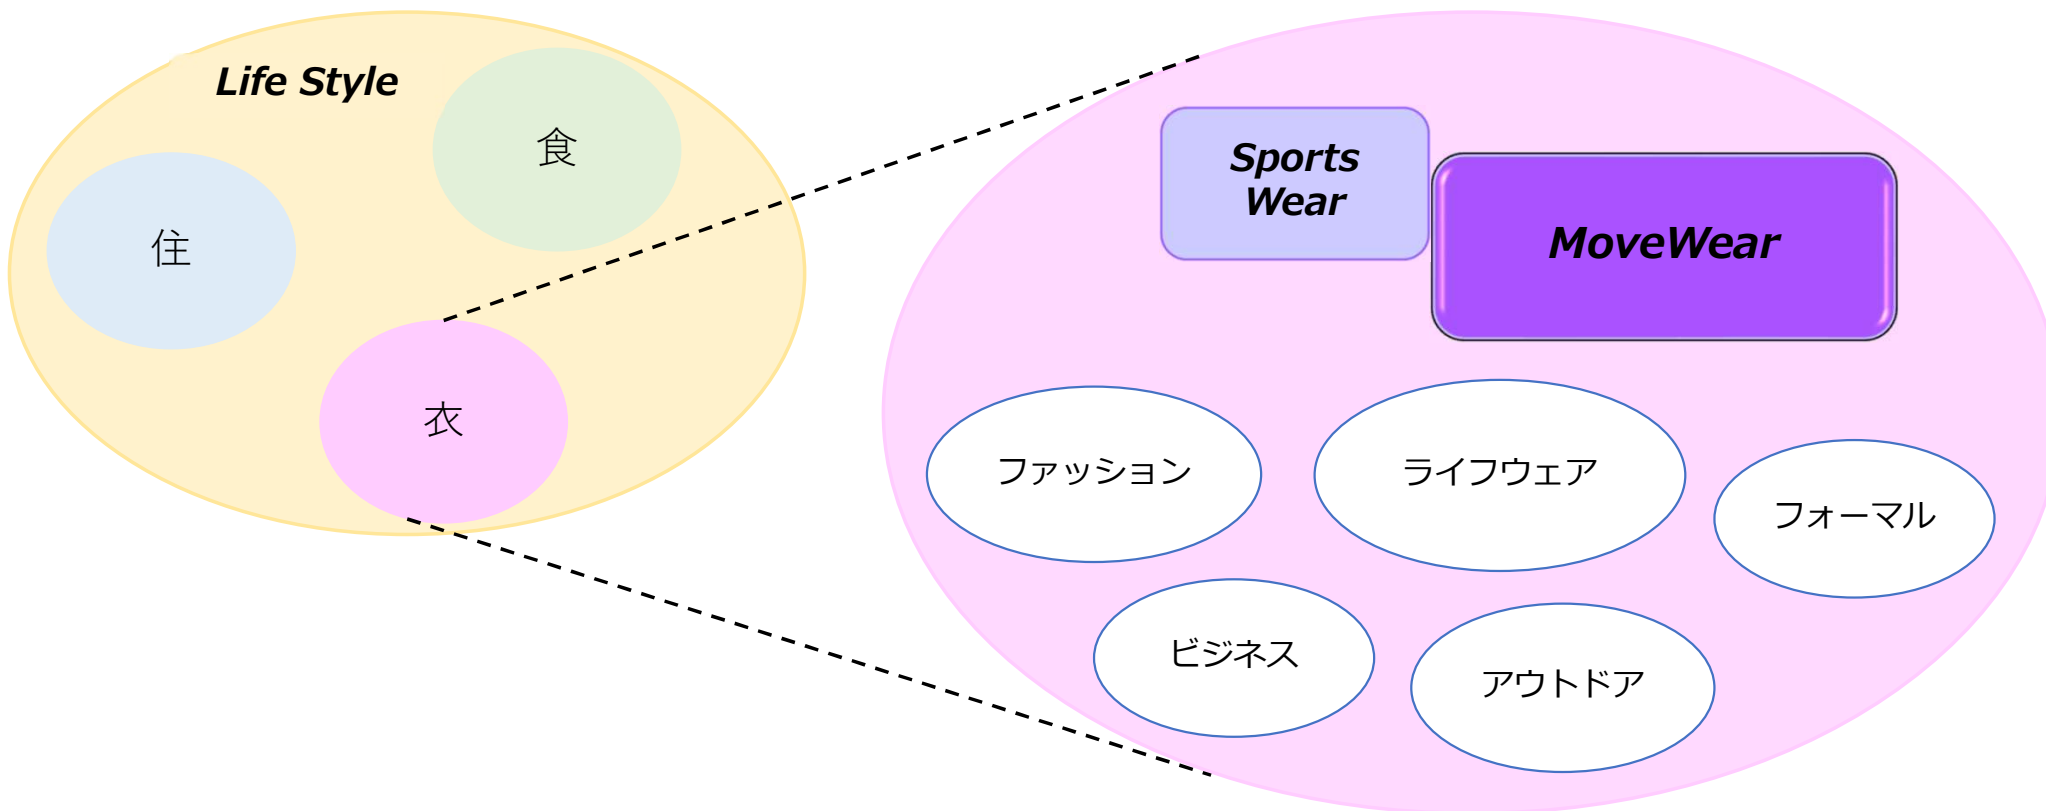 Life Style
食
住
衣
Sports
Wear
MoveWear
ファッション
ライフウェア
フォーマル
ビジネス
アウトドア